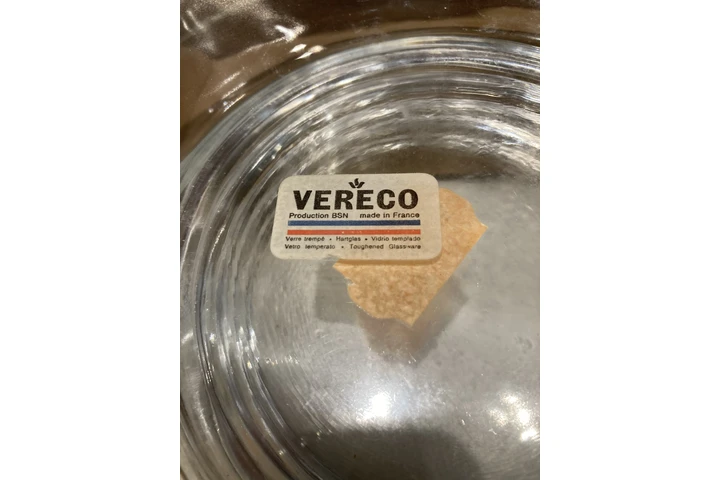 VERECO
Production BSN made in France
Verre trempé • Hartglas • Vidrio templado
Vetro temperato • Toughened Glassware